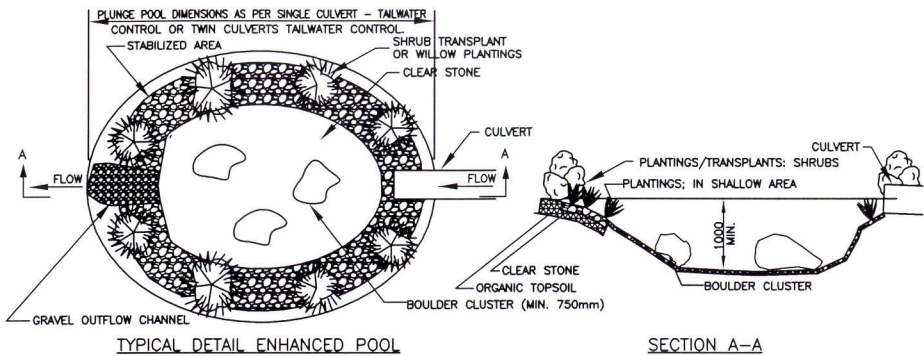 PLUNGE POOL DIMENSIONS AS PER SINGLE CULVERT – TAILWATER
CONTROL OR TWIN CULVERTS TAILWATER CONTROL.
STABILIZED AREA
SHRUB TRANSPLANT
OR WILLOW PLANTINGS
CLEAR STONE
CULVERT
A
FLOW
FLOW
A
GRAVEL OUTFLOW CHANNEL
TYPICAL DETAIL ENHANCED POOL
CULVERT
PLANTINGS/TRANSPLANTS: SHRUBS
PLANTINGS; IN SHALLOW AREA
1000
MIN.
CLEAR STONE
ORGANIC TOPSOIL
BOULDER CLUSTER (MIN. 750mm)
BOULDER CLUSTER
SECTION A–A